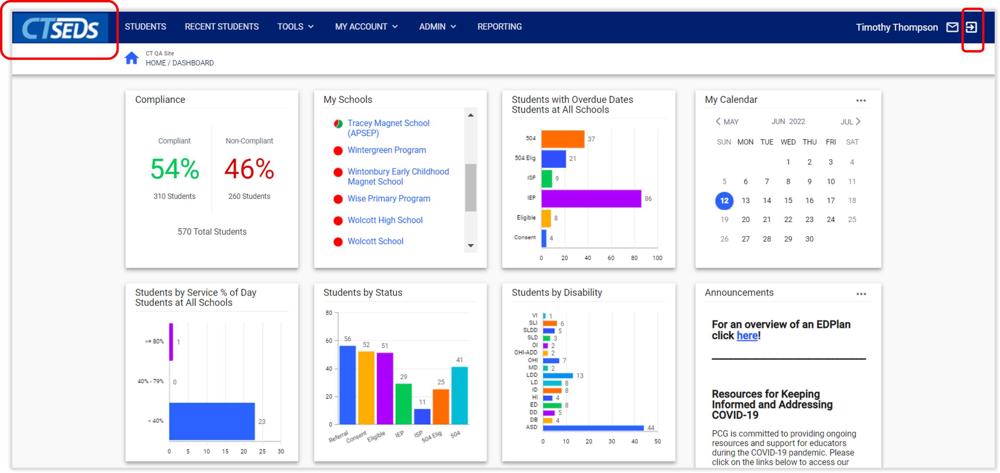 CTSEDS
STUDENTS
RECENT STUDENTS
TOOLS
MY ACCOUNT
ADMIN
REPORTING
Timothy Thompson
CT QA Site
HOME / DASHBOARD
Compliance
Compliant
Non-Compliant
54%
46%
310 Students
260 Students
570 Total Students
My Schools
Tracey Magnet School
(APSEP)
Wintergreen Program
Wintonbury Early Childhood
Magnet School
Wise Primary Program
Wolcott High School
Wolcott School
Students with Overdue Dates
Students at All Schools
504 37
504 Elig 21
ISP 9
IEP 86
Eligible 8
Consent 4
0 20 40 60 80 100
My Calendar
MAY JUN 2022 JUL
SUN MON TUE WED THU FRI SAT
1 2 3 4
5 6 7 8 9 10 11
12 13 14 15 16 17 18
19 20 21 22 23 24 25
26 27 28 29 30
Students by Service % of Day
Students at All Schools
>= 80% 1
40% - 79% 0
< 40% 23
0 5 10 15 20 25 30
Students by Status
80
60
40
20
0
56 52 51 29 11 25 41
Referral Consent Eligible IEP ISP 504 Elig 504
Students by Disability
VI 1
SLI 6
SLDD 5
SLD 3
OI 2
OHI-ADD 2
OHI 7
MD 2
LDD 13
LD 8
ID 8
HI 4
ED 8
DD 5
DB 4
ASD 44
0 10 20 30 40 50
Announcements
For an overview of an EDPlan
click here!
Resources for Keeping
Informed and Addressing
COVID-19
PCG is committed to providing ongoing
resources and support for educators
during the COVID-19 pandemic. Please
click on the links below to access our